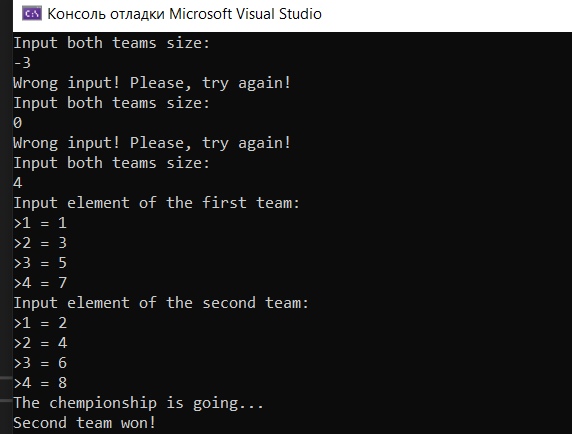 C:\ Консоль отладки Microsoft Visual Studio
Input both teams size:
-3
Wrong input! Please, try again!
Input both teams size:
0
Wrong input! Please, try again!
Input both teams size:
4
Input element of the first team:
>1 = 1
>2 = 3
>3 = 5
>4 = 7
Input element of the second team:
>1 = 2
>2 = 4
>3 = 6
>4 = 8
The chempionship is going...
Second team won!